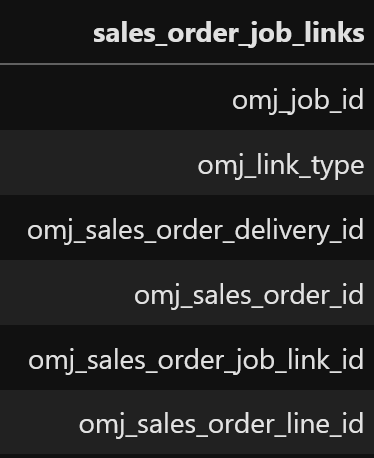 sales_order_job_links
omj_job_id
omj_link_type
omj_sales_order_delivery_id
omj_sales_order_id
omj_sales_order_job_link_id
omj_sales_order_line_id